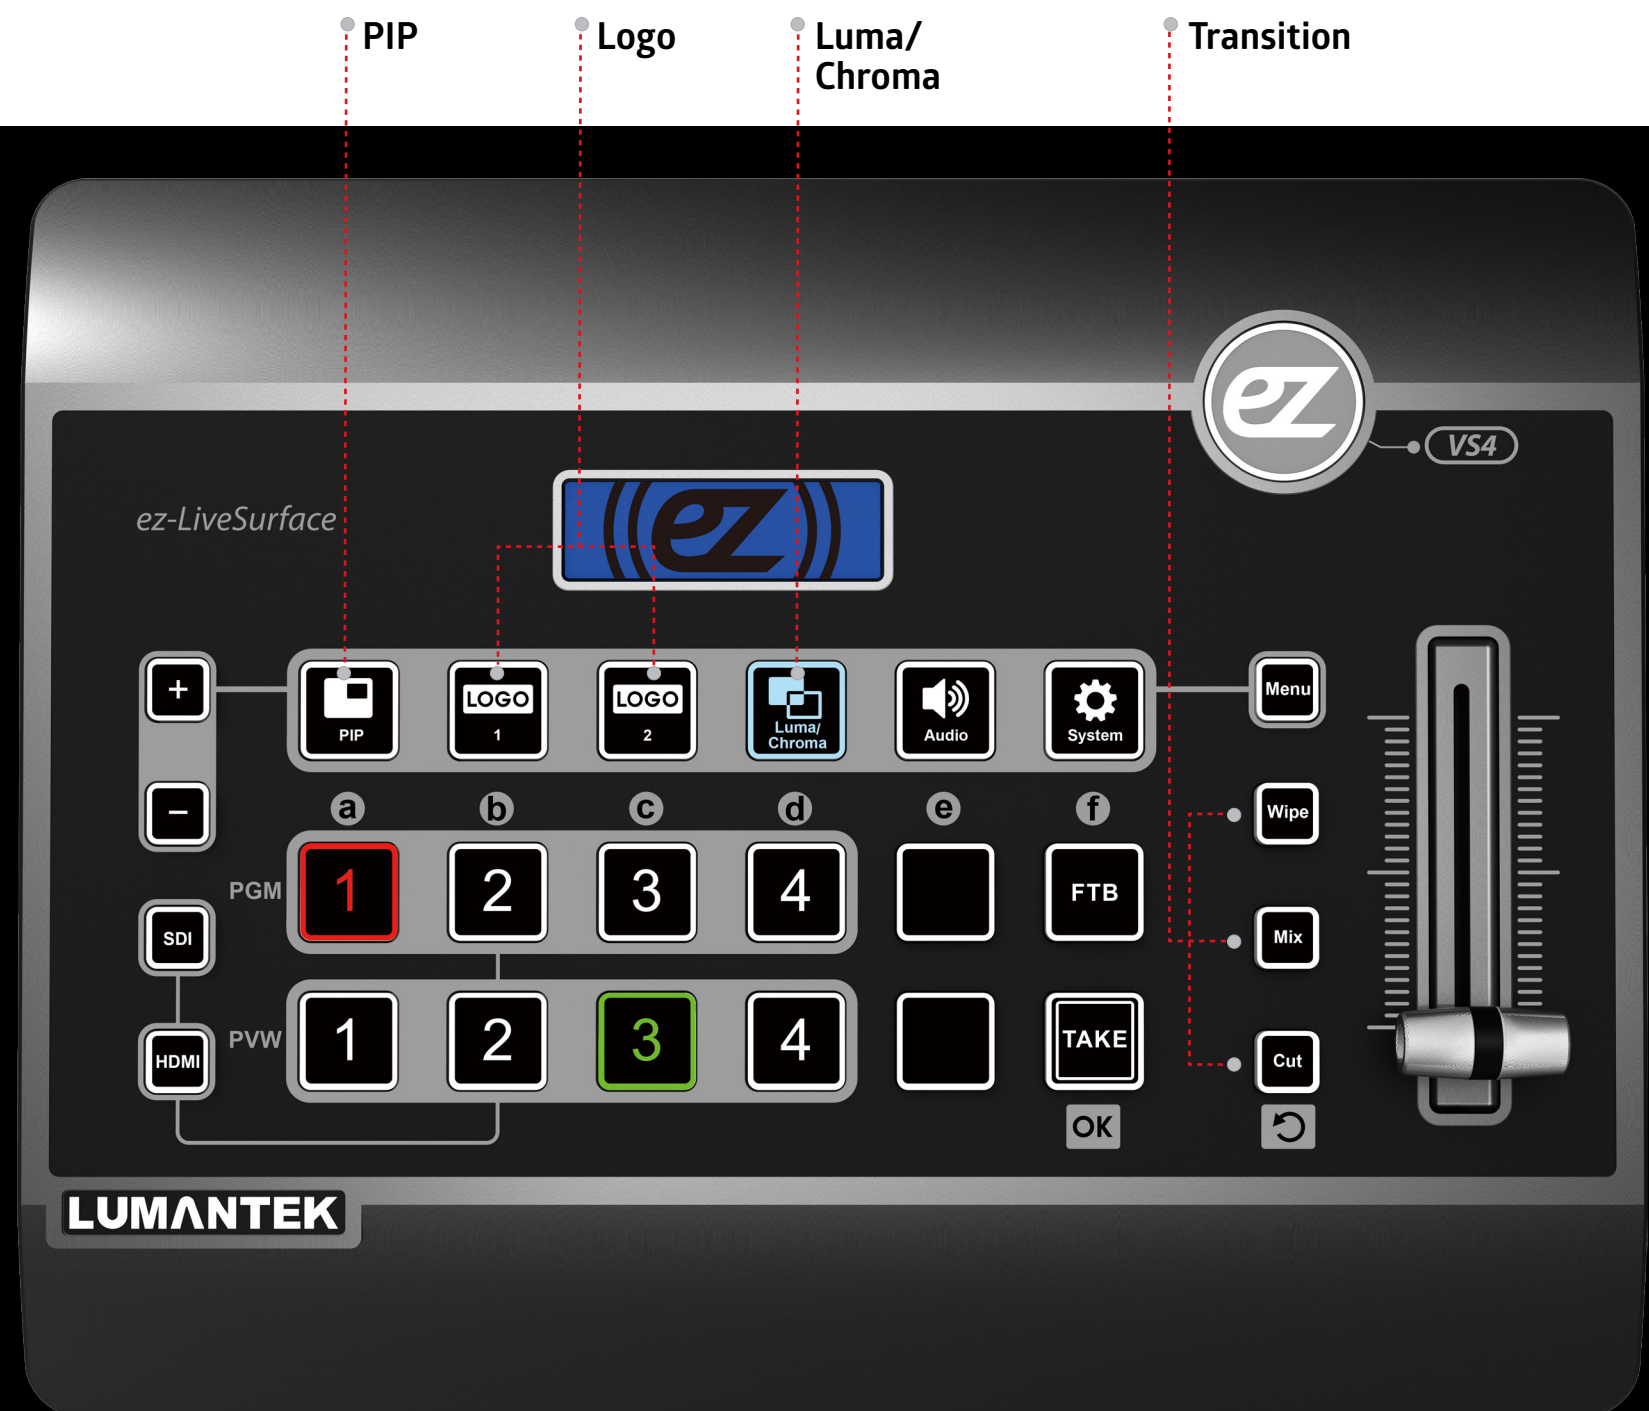 PIP
Logo
Luma/
Chroma
Transition
ez
VS4
ez-LiveSurface
ez
+
PIP
LOGO
1
LOGO
2
Luma/
Chroma
Audio
System
Menu
−
a
b
c
d
e
f
Wipe
PGM
1
2
3
4
FTB
SDI
Mix
PVW
1
2
3
4
TAKE
HDMI
Cut
OK
LUMANTEK